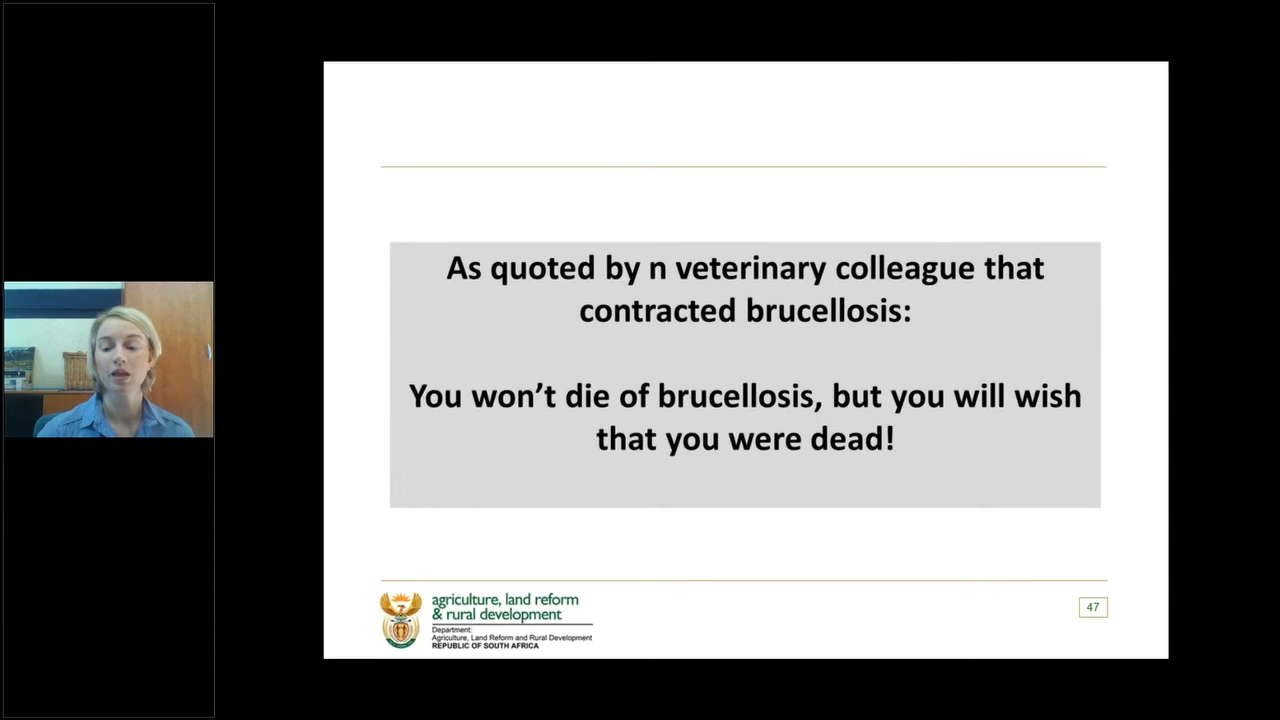 As quoted by n veterinary colleague that
contracted brucellosis:
You won't die of brucellosis, but you will wish
that you were dead!
agriculture, land reform
& rural development
Department:
Agriculture, Land Reform and Rural Development
REPUBLIC OF SOUTH AFRICA
47